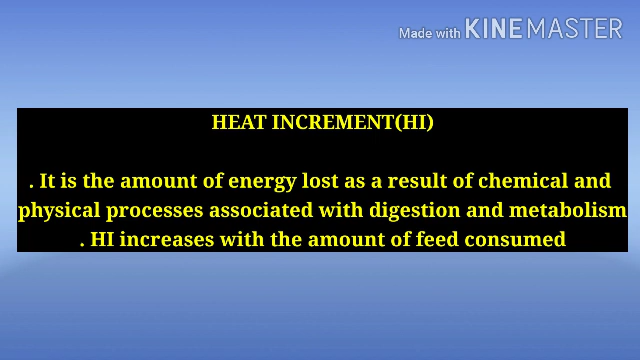 Made with KINEMASTER
HEAT INCREMENT(HI)
. It is the amount of energy lost as a result of chemical and
physical processes associated with digestion and metabolism
. HI increases with the amount of feed consumed